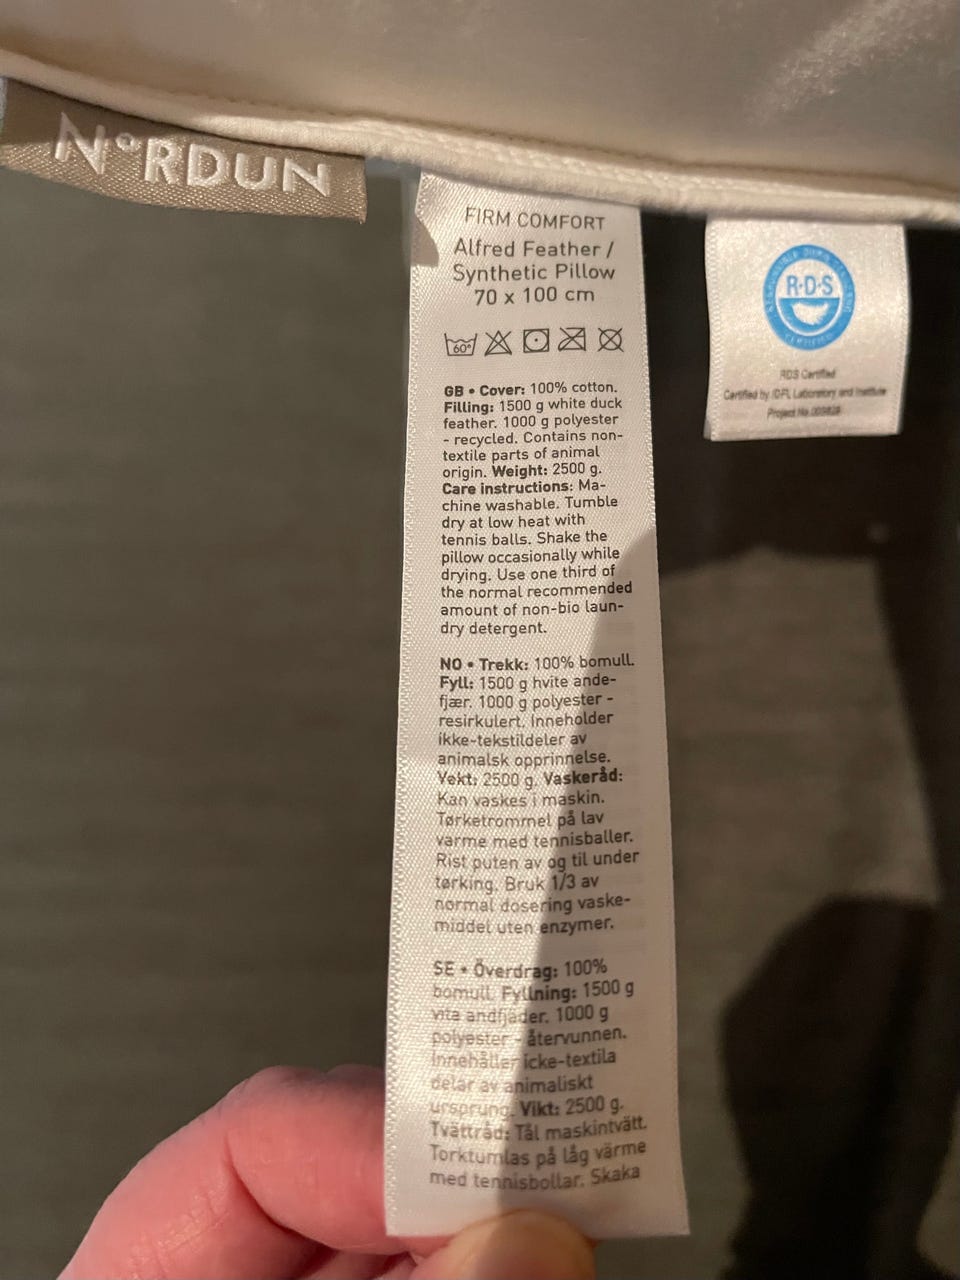 N°RDUN
FIRM COMFORT
Alfred Feather /
Synthetic Pillow
70 x 100 cm
60°
GB • Cover: 100% cotton.
Filling: 1500 g white duck
feather. 1000 g polyester
- recycled. Contains non-
textile parts of animal
origin. Weight: 2500 g.
Care instructions: Ma-
chine washable. Tumble
dry at low heat with
tennis balls. Shake the
pillow occasionally while
drying. Use one third of
the normal recommended
amount of non-bio laun-
dry detergent.
NO • Trekk: 100% bomull.
Fyll: 1500 g hvite ande-
fjær. 1000 g polyester -
resirkulert. Inneholder
ikke-tekstildeler av
animalsk opprinnelse.
Vekt: 2500 g. Vaskeråd:
Kan vaskes i maskin.
Tørketrommel på lav
varme med tennisballer.
Rist puten av og til under
tørking. Bruk 1/3 av
normal dosering vaske-
middel uten enzymer.
SE • Överdrag: 100%
bomull. Fyllning: 1500 g
vita andfjäder. 1000 g
polyester - återvunnen.
Innehåller icke-textila
delar av animaliskt
ursprung. Vikt: 2500 g.
Tvättråd: Tål maskintvätt.
Torktumlas på låg värme
med tennisbollar. Skaka
R·D·S
CERTIFIED
RDS Certified
Certified by IDFL Laboratory and Institute
Project No.